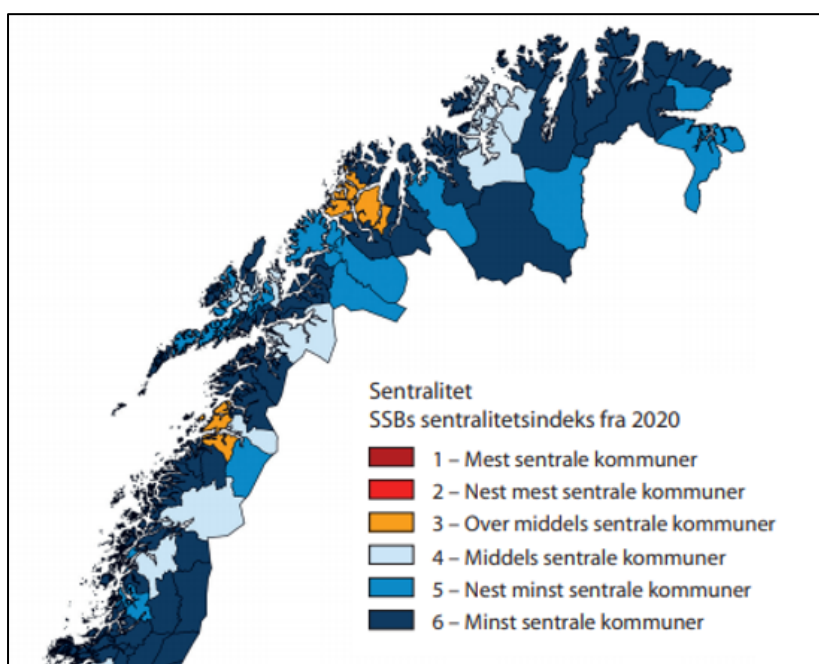 Sentralitet
SSBs sentralitetsindeks fra 2020
1 – Mest sentrale kommuner
2 – Nest mest sentrale kommuner
3 – Over middels sentrale kommuner
4 – Middels sentrale kommuner
5 – Nest minst sentrale kommuner
6 – Minst sentrale kommuner